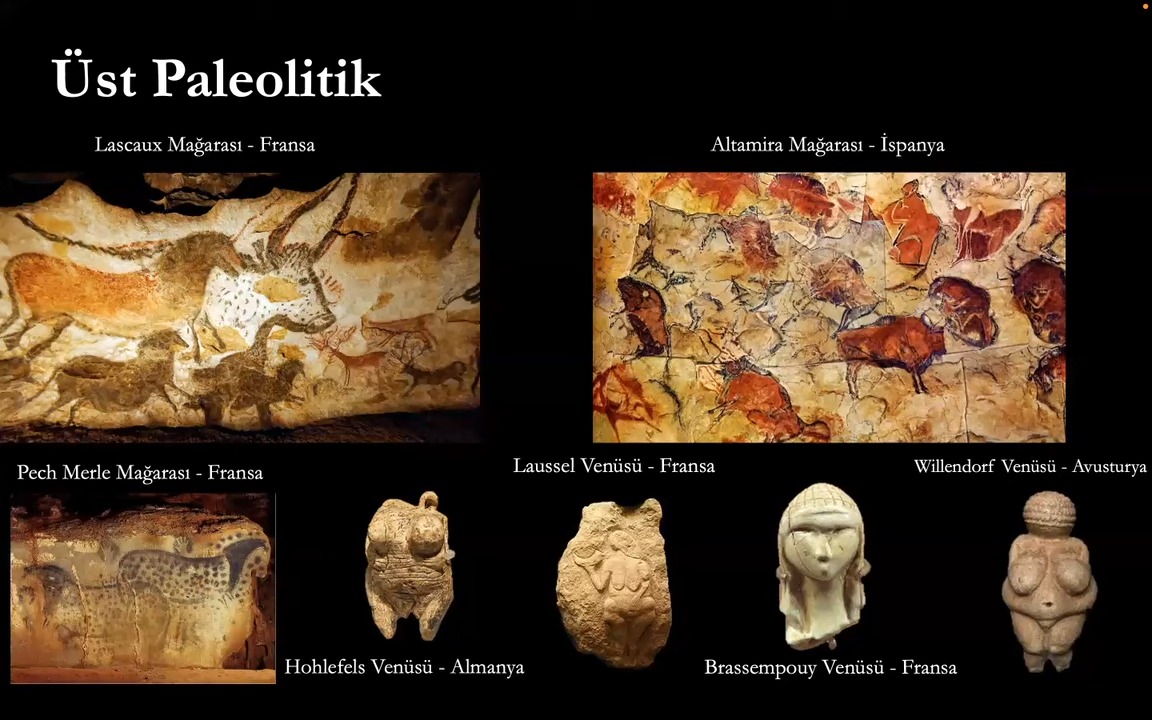 Üst Paleolitik
Lascaux Mağarası - Fransa
Altamira Mağarası - İspanya
Pech Merle Mağarası - Fransa
Laussel Venüsü - Fransa
Willendorf Venüsü - Avusturya
Hohlefels Venüsü - Almanya
Brassempouy Venüsü - Fransa